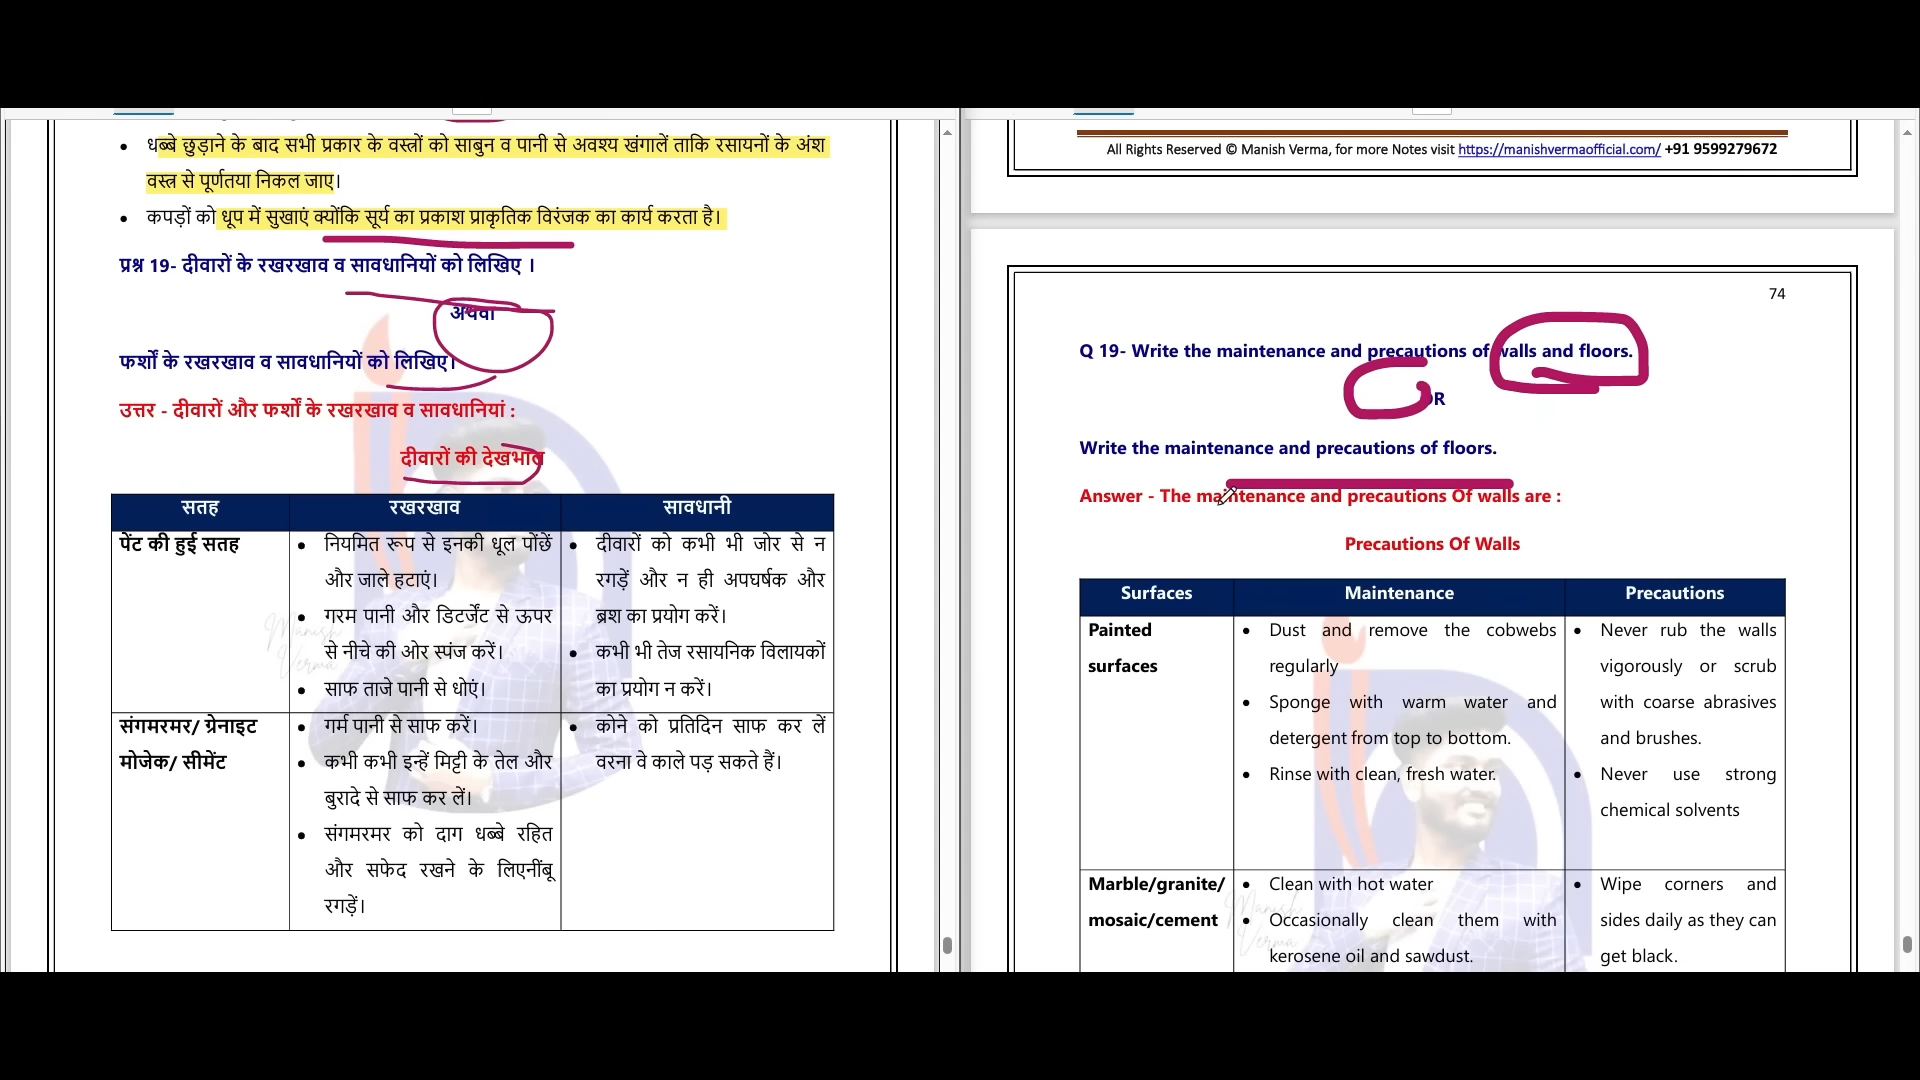 धब्बे छुड़ाने के बाद सभी प्रकार के वस्त्रों को साबुन व पानी से अवश्य खंगालें ताकि रसायनों के अंश
वस्त्र से पूर्णतया निकल जाए।
कपड़ों को धूप में सुखाएं क्योंकि सूर्य का प्रकाश प्राकृतिक विरंजक का कार्य करता है।
प्रश्न 19- दीवारों के रखरखाव व सावधानियों को लिखिए ।
अथवा
फर्शों के रखरखाव व सावधानियों को लिखिए।
उत्तर - दीवारों और फर्शों के रखरखाव व सावधानियां :
दीवारों की देखभाल
सतह रखरखाव सावधानी
पेंट की हुई सतह
नियमित रूप से इनकी धूल पोंछें
और जाले हटाएं।
गरम पानी और डिटर्जेंट से ऊपर
से नीचे की ओर स्पंज करें।
साफ ताजे पानी से धोएं।
दीवारों को कभी भी जोर से न
रगड़ें और न ही अपघर्षक और
ब्रश का प्रयोग करें।
कभी भी तेज रसायनिक विलायकों
का प्रयोग न करें।
संगमरमर/ ग्रेनाइट
मोजेक/ सीमेंट
गर्म पानी से साफ करें।
कभी कभी इन्हें मिट्टी के तेल और
बुरादे से साफ कर लें।
संगमरमर को दाग धब्बे रहित
और सफेद रखने के लिएनींबू
रगड़ें।
कोने को प्रतिदिन साफ कर लें
वरना वे काले पड़ सकते हैं।
Manish
Verma
All Rights Reserved © Manish Verma, for more Notes visit https://manishvermaofficial.com/ +91 9599279672
74
Q 19- Write the maintenance and precautions of walls and floors.
OR
Write the maintenance and precautions of floors.
Answer - The maintenance and precautions Of walls are :
Precautions Of Walls
Surfaces Maintenance Precautions
Painted
surfaces
Dust and remove the cobwebs
regularly
Sponge with warm water and
detergent from top to bottom.
Rinse with clean, fresh water.
Never rub the walls
vigorously or scrub
with coarse abrasives
and brushes.
Never use strong
chemical solvents
Marble/granite/
mosaic/cement
Clean with hot water
Occasionally clean them with
kerosene oil and sawdust.
Wipe corners and
sides daily as they can
get black.
Manish
Verma